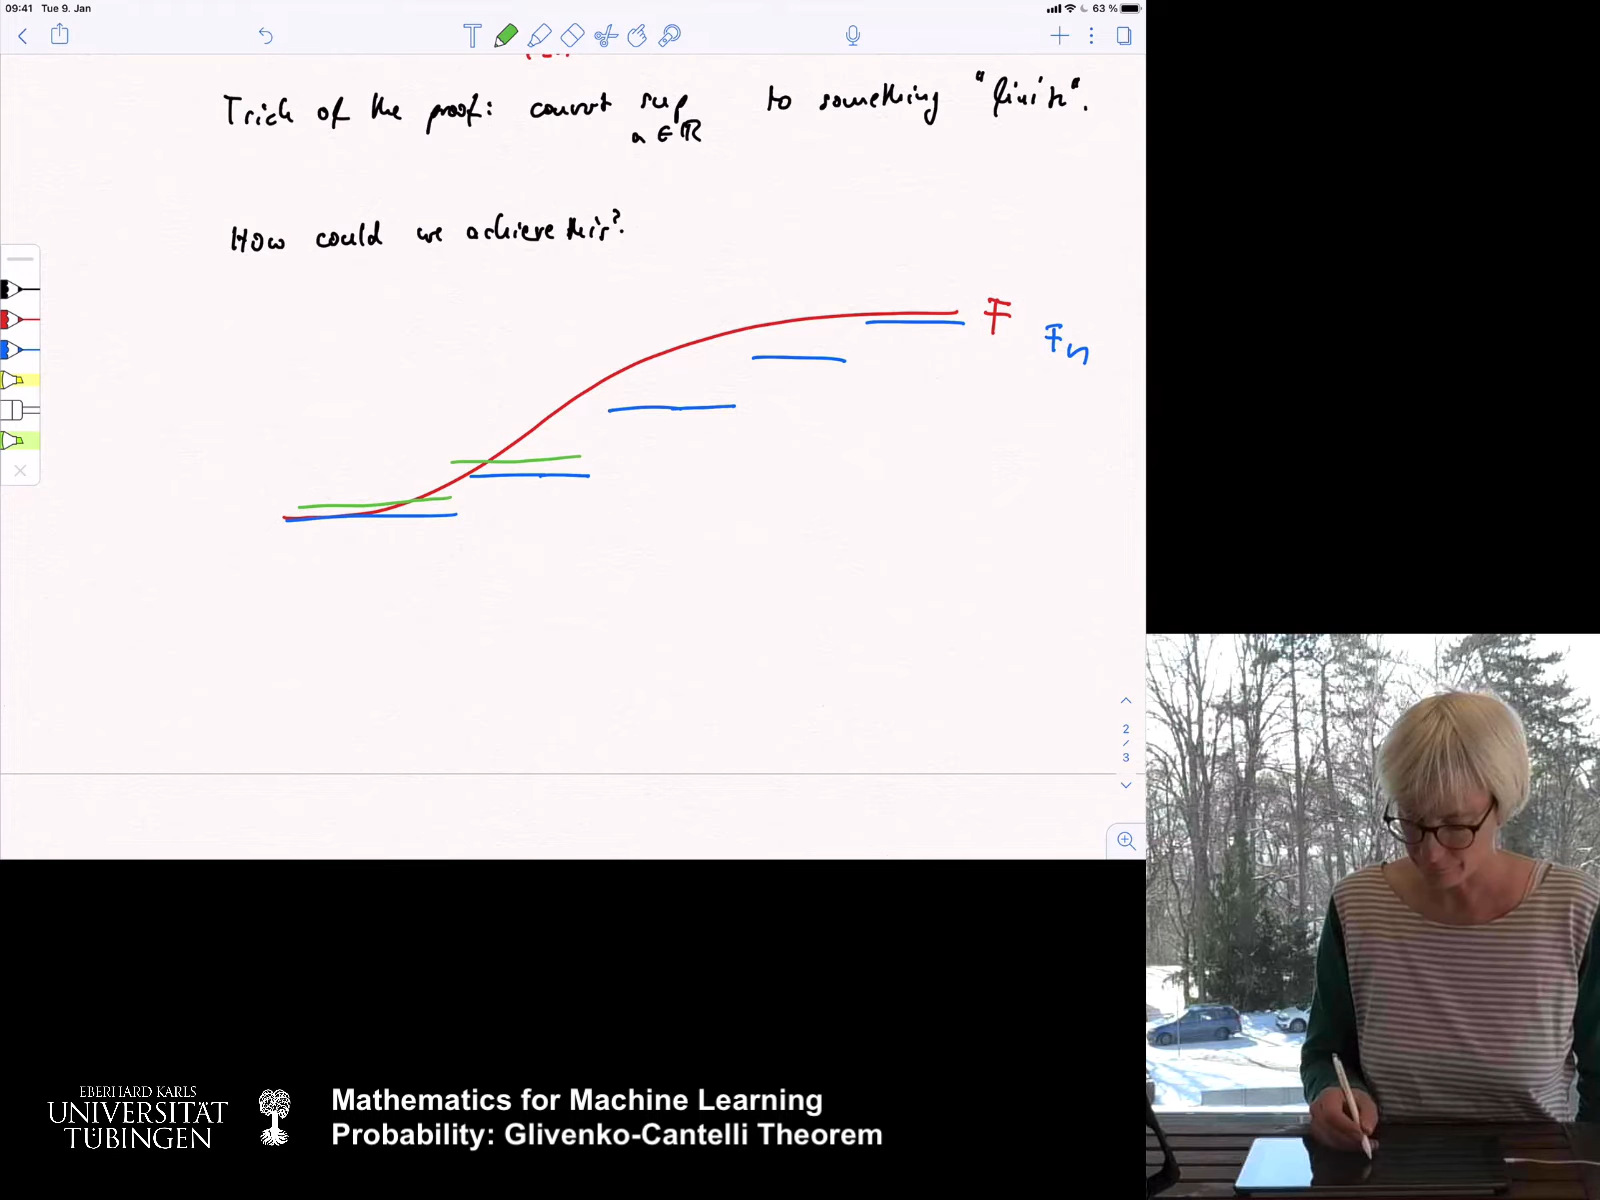 09:41 Tue 9. Jan
63 %
Trick of the proof: convert sup to something "finite".
a ∈ ℝ
How could we achieve this?
F
Fn
2
/
3
EBERHARD KARLS
UNIVERSITÄT
TÜBINGEN
Mathematics for Machine Learning
Probability: Glivenko-Cantelli Theorem